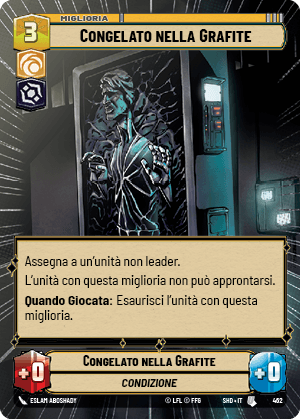 MIGLIORIA
3
Congelato nella Grafite
Assegna a un'unità non leader.
L'unità con questa miglioria non può approntarsi.
Quando Giocata: Esaurisci l'unità con questa
miglioria.
+0
Congelato nella Grafite
CONDIZIONE
+0
ESLAM ABOSHADY
© LFL © FFG
SHD • IT
462